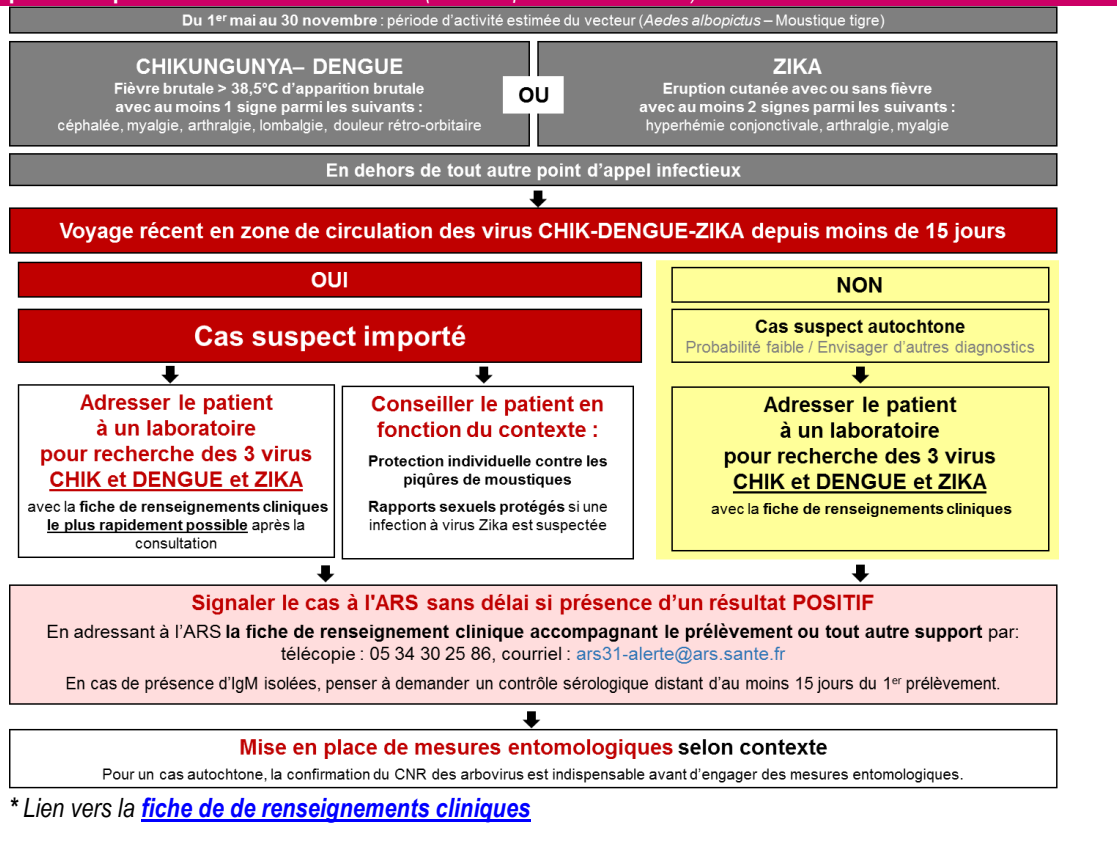 Du 1er mai au 30 novembre : période d'activité estimée du vecteur (Aedes albopictus – Moustique tigre)
CHIKUNGUNYA– DENGUE
Fièvre brutale > 38,5°C d'apparition brutale
avec au moins 1 signe parmi les suivants :
céphalée, myalgie, arthralgie, lombalgie, douleur rétro-orbitaire
OU
ZIKA
Eruption cutanée avec ou sans fièvre
avec au moins 2 signes parmi les suivants :
hyperhémie conjonctivale, arthralgie, myalgie
En dehors de tout autre point d'appel infectieux
Voyage récent en zone de circulation des virus CHIK-DENGUE-ZIKA depuis moins de 15 jours
OUI
Cas suspect importé
Adresser le patient
à un laboratoire
pour recherche des 3 virus
CHIK et DENGUE et ZIKA
avec la fiche de renseignements cliniques
le plus rapidement possible après la
consultation
Conseiller le patient en
fonction du contexte :
Protection individuelle contre les
piqûres de moustiques
Rapports sexuels protégés si une
infection à virus Zika est suspectée
NON
Cas suspect autochtone
Probabilité faible / Envisager d'autres diagnostics
Adresser le patient
à un laboratoire
pour recherche des 3 virus
CHIK et DENGUE et ZIKA
avec la fiche de renseignements cliniques
Signaler le cas à l'ARS sans délai si présence d'un résultat POSITIF
En adressant à l'ARS la fiche de renseignement clinique accompagnant le prélèvement ou tout autre support par:
télécopie : 05 34 30 25 86, courriel : ars31-alerte@ars.sante.fr
En cas de présence d'IgM isolées, penser à demander un contrôle sérologique distant d'au moins 15 jours du 1er prélèvement.
Mise en place de mesures entomologiques selon contexte
Pour un cas autochtone, la confirmation du CNR des arbovirus est indispensable avant d'engager des mesures entomologiques.
* Lien vers la fiche de de renseignements cliniques